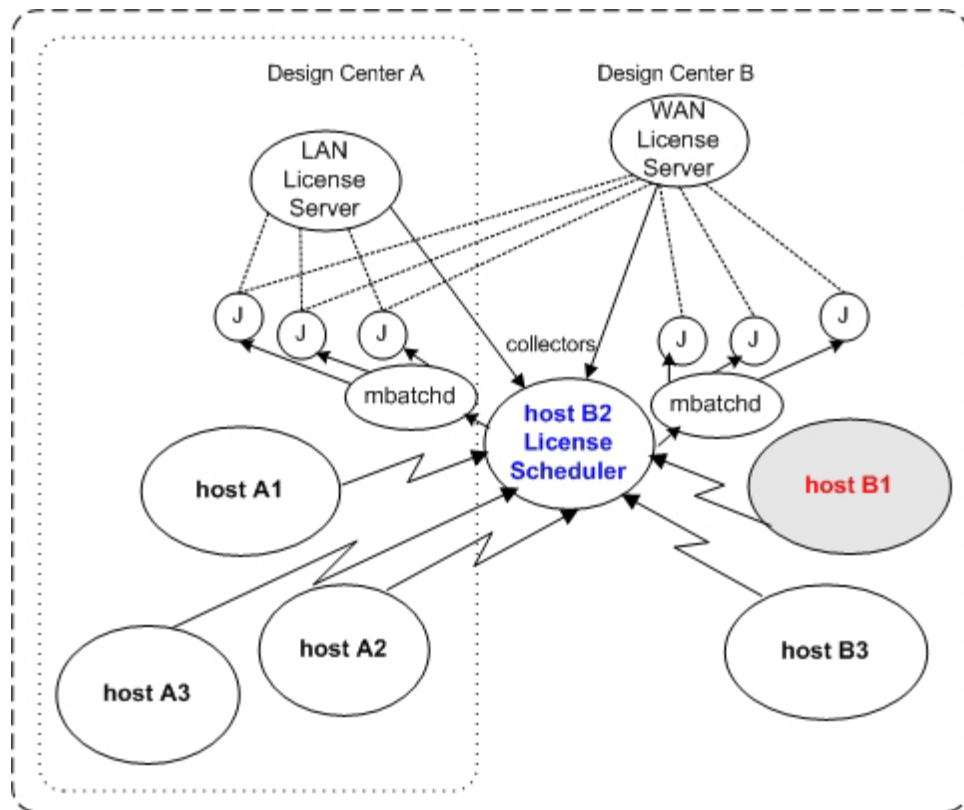 Design Center A
Design Center B
LAN
License
Server
WAN
License
Server
J
J
J
J
J
J
collectors
mbatchd
mbatchd
host B2
License
Scheduler
host A1
host B1
host A2
host B3
host A3